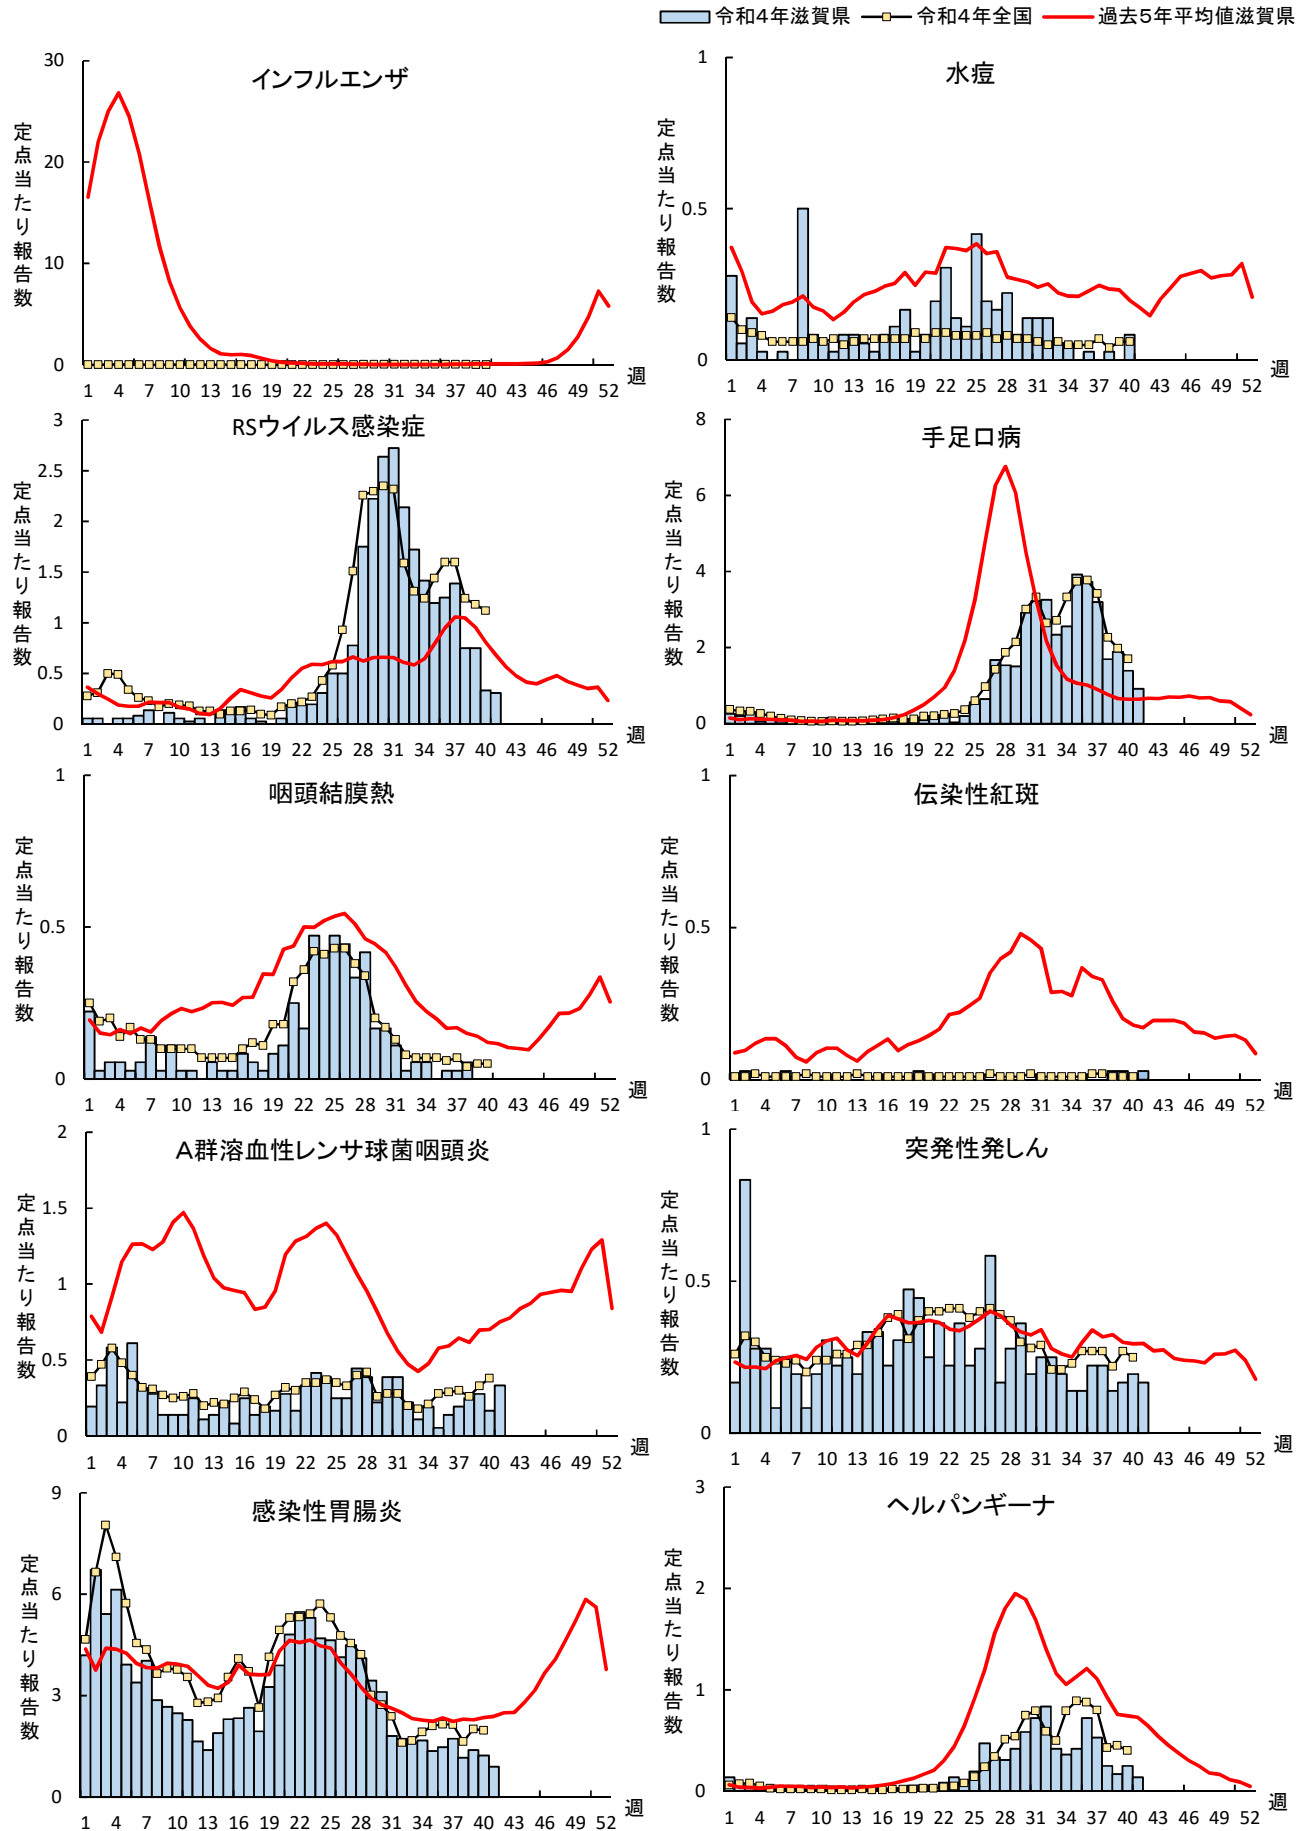 令和４年滋賀県 令和４年全国 過去５年平均値滋賀県
インフルエンザ
定点当たり報告数
30
20
10
0
1 4 7 10 13 16 19 22 25 28 31 34 37 40 43 46 49 52 週
水痘
定点当たり報告数
1
0.5
0
1 4 7 10 13 16 19 22 25 28 31 34 37 40 43 46 49 52 週
RSウイルス感染症
定点当たり報告数
3
2.5
2
1.5
1
0.5
0
1 4 7 10 13 16 19 22 25 28 31 34 37 40 43 46 49 52 週
手足口病
定点当たり報告数
8
6
4
2
0
1 4 7 10 13 16 19 22 25 28 31 34 37 40 43 46 49 52 週
咽頭結膜熱
定点当たり報告数
1
0.5
0
1 4 7 10 13 16 19 22 25 28 31 34 37 40 43 46 49 52 週
伝染性紅斑
定点当たり報告数
1
0.5
0
1 4 7 10 13 16 19 22 25 28 31 34 37 40 43 46 49 52 週
Ａ群溶血性レンサ球菌咽頭炎
定点当たり報告数
2
1.5
1
0.5
0
1 4 7 10 13 16 19 22 25 28 31 34 37 40 43 46 49 52 週
突発性発しん
定点当たり報告数
1
0.5
0
1 4 7 10 13 16 19 22 25 28 31 34 37 40 43 46 49 52 週
感染性胃腸炎
定点当たり報告数
9
6
3
0
1 4 7 10 13 16 19 22 25 28 31 34 37 40 43 46 49 52 週
ヘルパンギーナ
定点当たり報告数
3
2
1
0
1 4 7 10 13 16 19 22 25 28 31 34 37 40 43 46 49 52 週